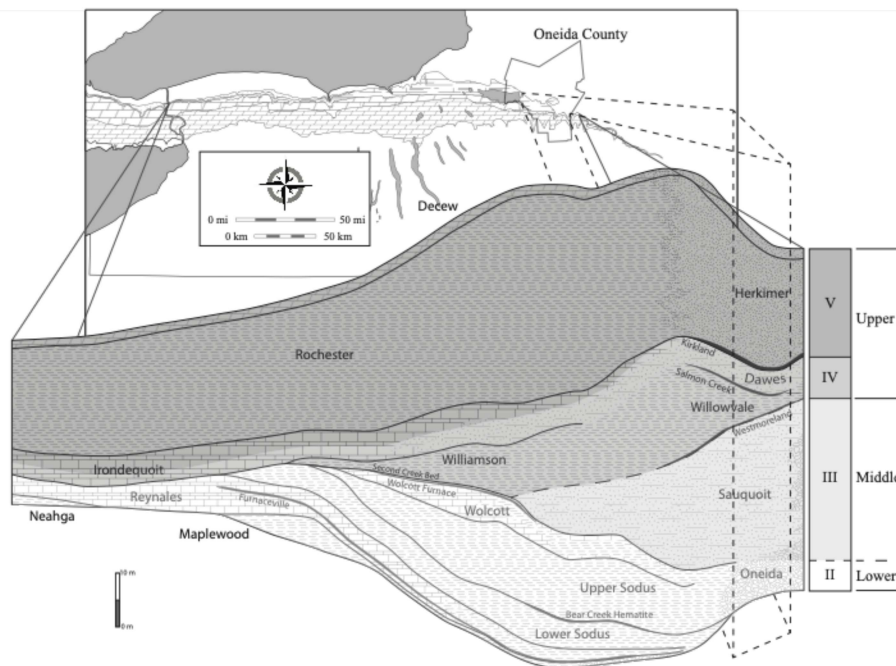 Oneida County
0 mi 50 mi
0 km 50 km
Decew
Herkimer
V
Upper
Rochester
Kirkland
Dawes
IV
Salmon Creek
Willowvale
Westmoreland
Williamson
Irondequoit
Second Creek Bed
III
Middle
Reynales
Furnaceville
Wolcott Furnace
Sauquoit
Wolcott
Neahga
Maplewood
Oneida
II
Lower
10 m
Upper Sodus
Bear Creek Hematite
0 m
Lower Sodus